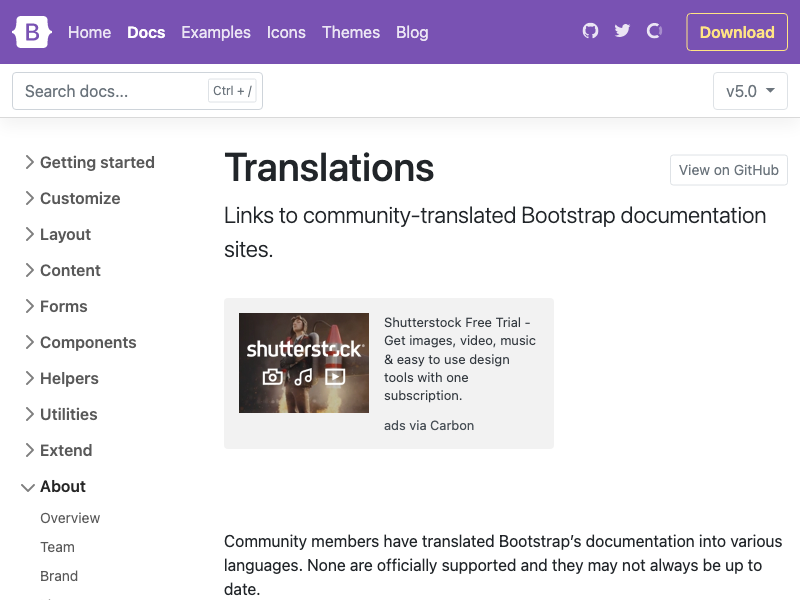 B Home Docs Examples Icons Themes Blog Download
Search docs... Ctrl + / v5.0
Getting started
Customize
Layout
Content
Forms
Components
Helpers
Utilities
Extend
About
Overview
Team
Brand
Translations
View on GitHub
Links to community-translated Bootstrap documentation
sites.
shutterstock
Shutterstock Free Trial -
Get images, video, music
& easy to use design
tools with one
subscription.
ads via Carbon
Community members have translated Bootstrap’s documentation into various
languages. None are officially supported and they may not always be up to
date.